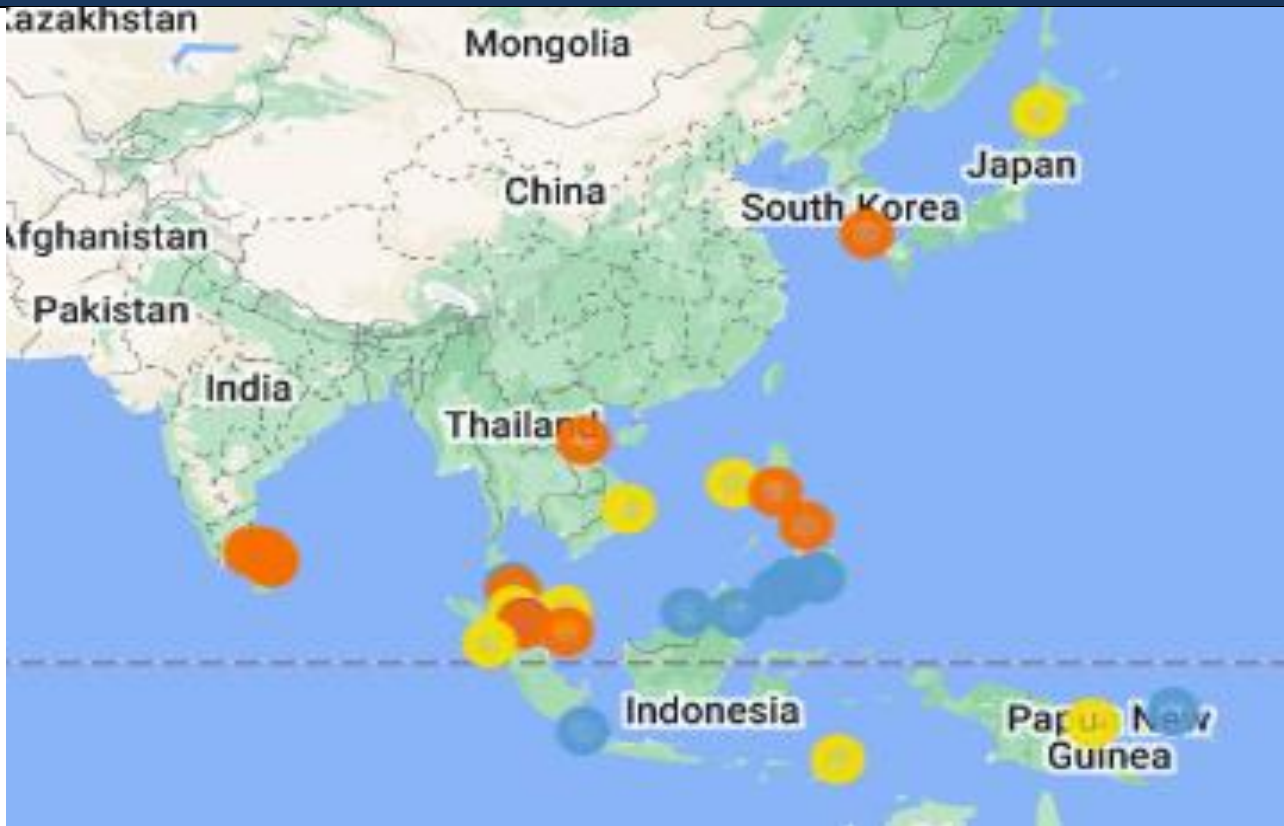 Kazakhstan
Mongolia
Japan
China
South Korea
Afghanistan
Pakistan
India
Thailand
Indonesia
Papua New
Guinea